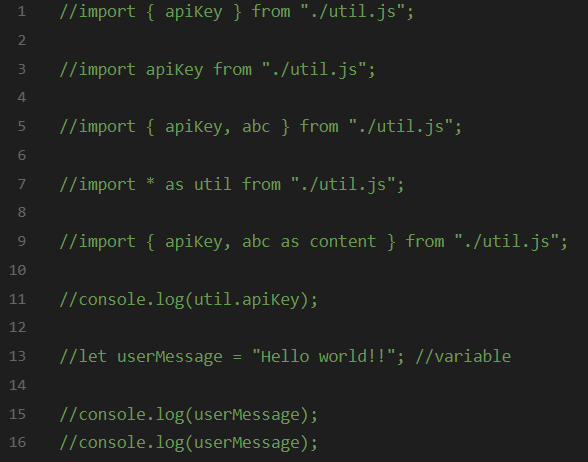 1 //import { apiKey } from "./util.js";
2
3 //import apiKey from "./util.js";
4
5 //import { apiKey, abc } from "./util.js";
6
7 //import * as util from "./util.js";
8
9 //import { apiKey, abc as content } from "./util.js";
10
11 //console.log(util.apiKey);
12
13 //let userMessage = "Hello world!!"; //variable
14
15 //console.log(userMessage);
16 //console.log(userMessage);